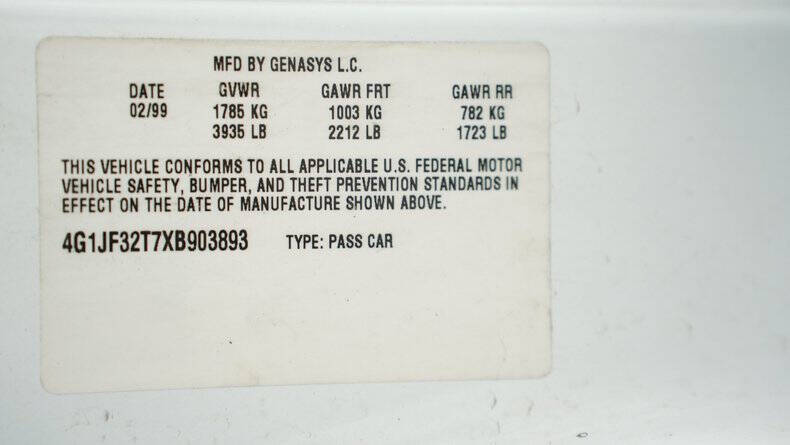 MFD BY GENASYS L.C.
DATE GVWR GAWR FRT GAWR RR
02/99 1785 KG 1003 KG 782 KG
3935 LB 2212 LB 1723 LB
THIS VEHICLE CONFORMS TO ALL APPLICABLE U.S. FEDERAL MOTOR
VEHICLE SAFETY, BUMPER, AND THEFT PREVENTION STANDARDS IN
EFFECT ON THE DATE OF MANUFACTURE SHOWN ABOVE.
4G1JF32T7XB903893 TYPE: PASS CAR